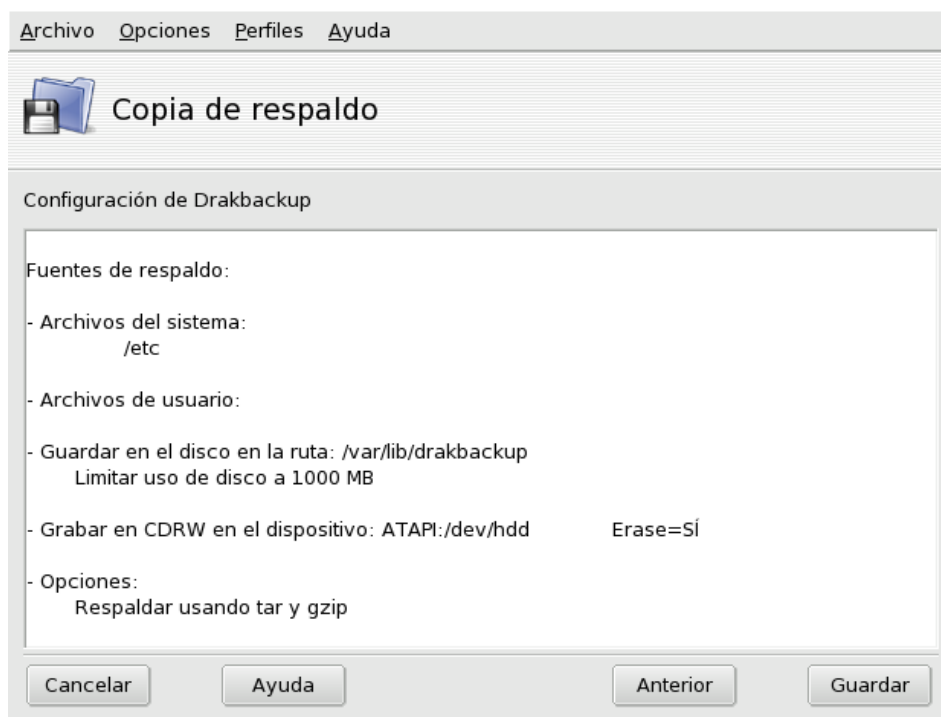 Archivo Opciones Perfiles Ayuda
Copia de respaldo
Configuración de Drakbackup
Fuentes de respaldo:
- Archivos del sistema:
/etc
- Archivos de usuario:
- Guardar en el disco en la ruta: /var/lib/drakbackup
Limitar uso de disco a 1000 MB
- Grabar en CDRW en el dispositivo: ATAPI:/dev/hdd Erase=SÍ
- Opciones:
Respaldar usando tar y gzip
Cancelar Ayuda Anterior Guardar